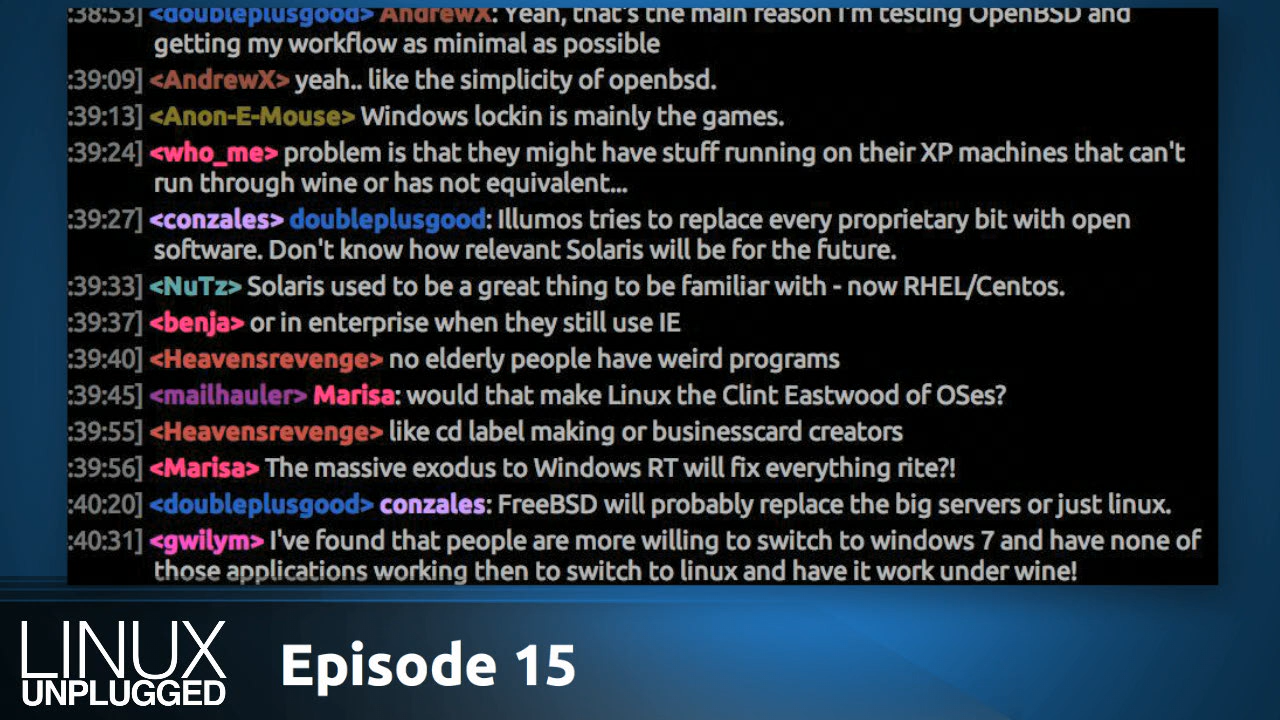 :38:53] <doubleplusgood> AndrewX: Yeah, that's the main reason I'm testing OpenBSD and
getting my workflow as minimal as possible
:39:09] <AndrewX> yeah.. like the simplicity of openbsd.
:39:13] <Anon-E-Mouse> Windows lockin is mainly the games.
:39:24] <who_me> problem is that they might have stuff running on their XP machines that can't
run through wine or has not equivalent...
:39:27] <conzales> doubleplusgood: Illumos tries to replace every proprietary bit with open
software. Don't know how relevant Solaris will be for the future.
:39:33] <NuTz> Solaris used to be a great thing to be familiar with - now RHEL/Centos.
:39:37] <benja> or in enterprise when they still use IE
:39:40] <Heavensrevenge> no elderly people have weird programs
:39:45] <mailhauler> Marisa: would that make Linux the Clint Eastwood of OSes?
:39:55] <Heavensrevenge> like cd label making or businesscard creators
:39:56] <Marisa> The massive exodus to Windows RT will fix everything rite?!
:40:20] <doubleplusgood> conzales: FreeBSD will probably replace the big servers or just linux.
:40:31] <gwilym> I've found that people are more willing to switch to windows 7 and have none of
those applications working then to switch to linux and have it work under wine!
LINUX
UNPLUGGED
Episode 15